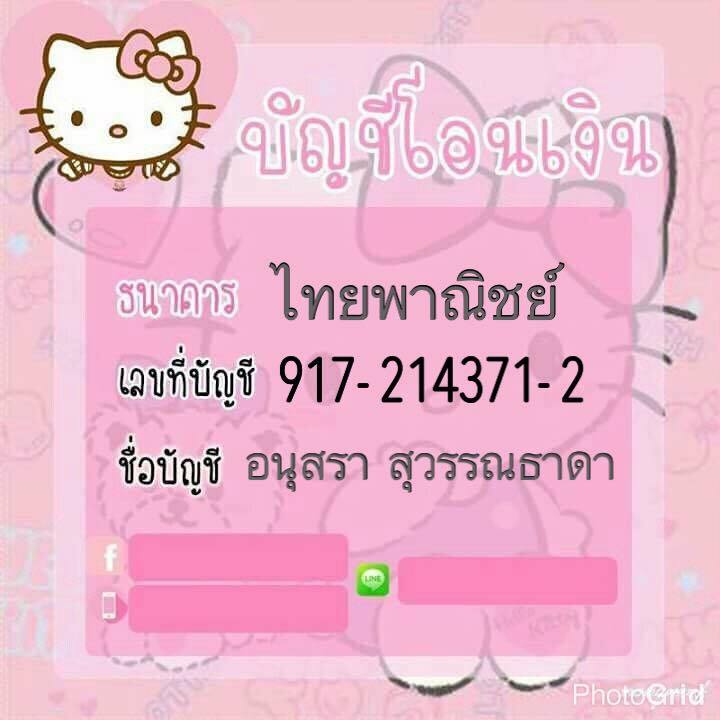 บัญชีโอนเงิน
ธนาคาร ไทยพาณิชย์
เลขที่บัญชี 917-214371-2
ชื่อบัญชี อนุสรา สุวรรณธาดา
LINE
PhotoGrid